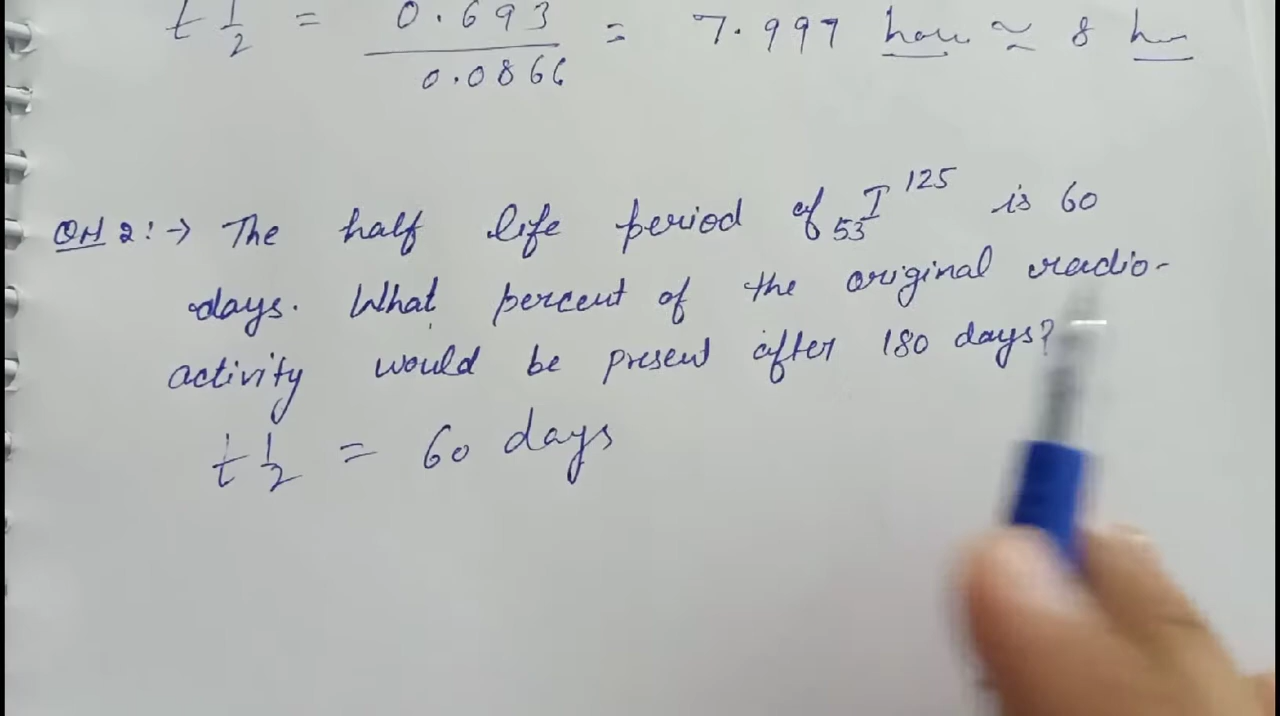 t 1/2 = 0.693 / 0.0866 = 7.997 hour ≃ 8 hr
QN 2:→ The half life period of ₅₃I¹²⁵ is 60
days. What percent of the original radio-
activity would be present after 180 days?
t 1/2 = 60 days